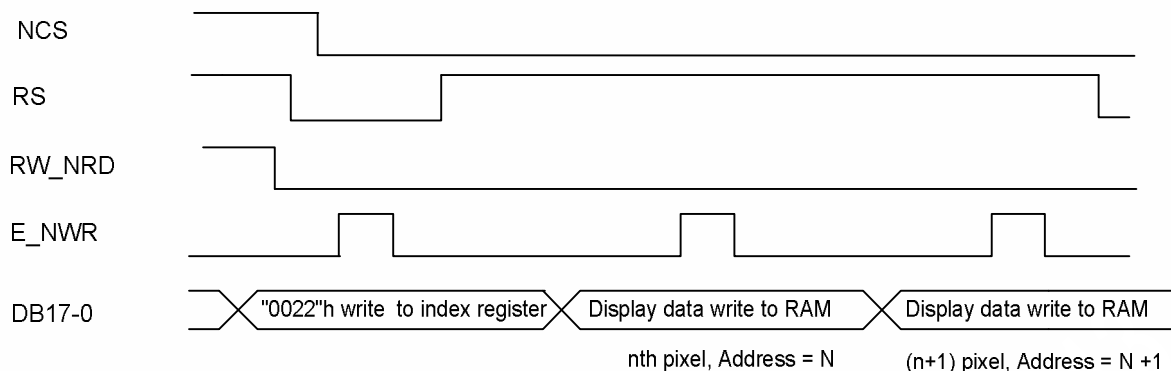 NCS
RS
RW_NRD
E_NWR
DB17-0
"0022"h write to index register
Display data write to RAM
Display data write to RAM
nth pixel, Address = N
(n+1) pixel, Address = N +1